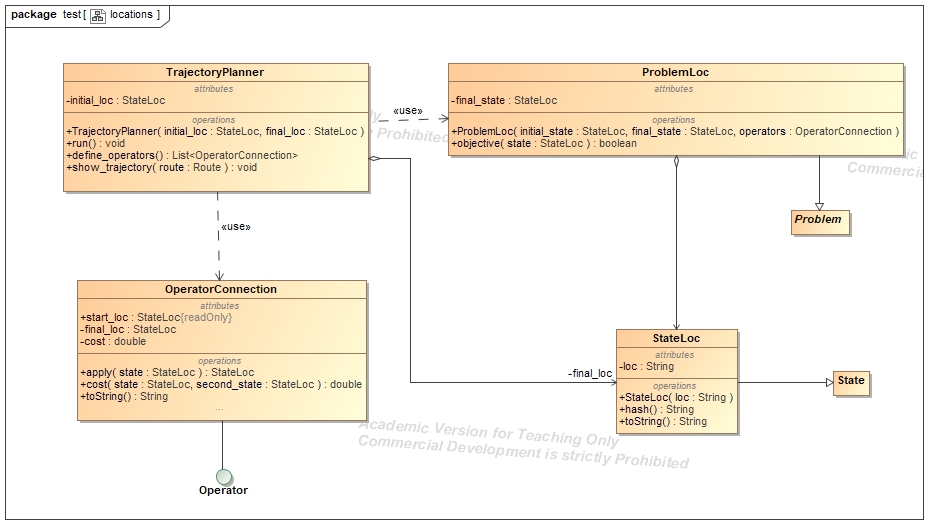 package test[ locations ]
TrajectoryPlanner
attributes
-initial_loc : StateLoc
operations
+TrajectoryPlanner( initial_loc : StateLoc, final_loc : StateLoc )
+run() : void
+define_operators() : List<OperatorConnection>
+show_trajectory( route : Route ) : void
«use»
ProblemLoc
attributes
-final_state : StateLoc
operations
+ProblemLoc( initial_state : StateLoc, final_state : StateLoc, operators : OperatorConnection )
+objective( state : StateLoc ) : boolean
Prohibited
Commercia
Problem
«use»
OperatorConnection
attributes
+start_loc : StateLoc{readOnly}
-final_loc : StateLoc
-cost : double
operations
+apply( state : StateLoc ) : StateLoc
+cost( state : StateLoc, second_state : StateLoc ) : double
+toString() : String
...
StateLoc
attributes
-loc : String
operations
+StateLoc( loc : String )
+hash() : String
+toString() : String
-final_loc
State
Academic Version for Teaching Only
Commercial Development is strictly Prohibited
Operator